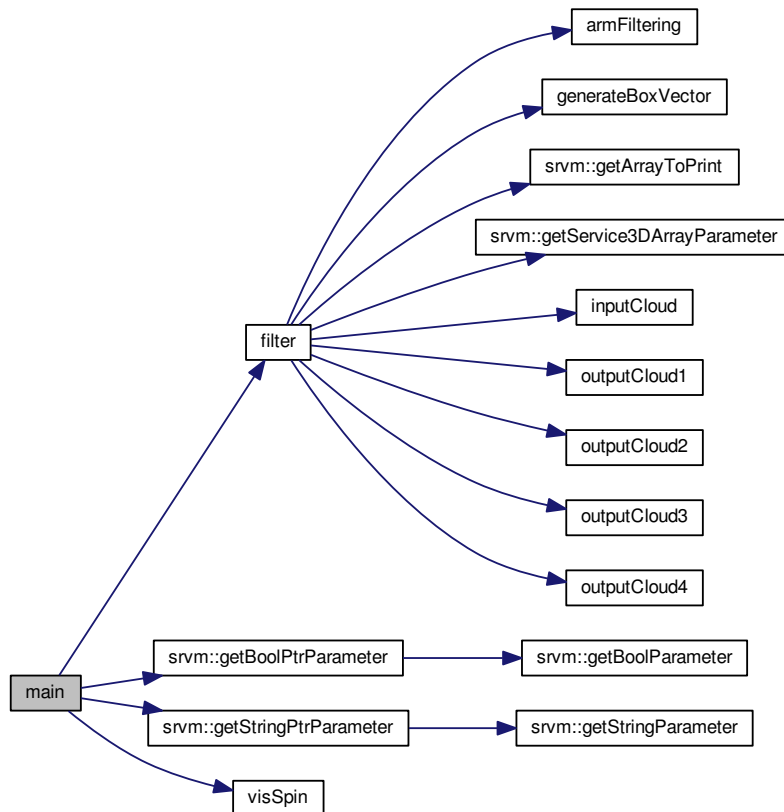 armFiltering
generateBoxVector
srvm::getArrayToPrint
srvm::getService3DArrayParameter
inputCloud
filter
outputCloud1
outputCloud2
outputCloud3
outputCloud4
srvm::getBoolPtrParameter
srvm::getBoolParameter
main
srvm::getStringPtrParameter
srvm::getStringParameter
visSpin